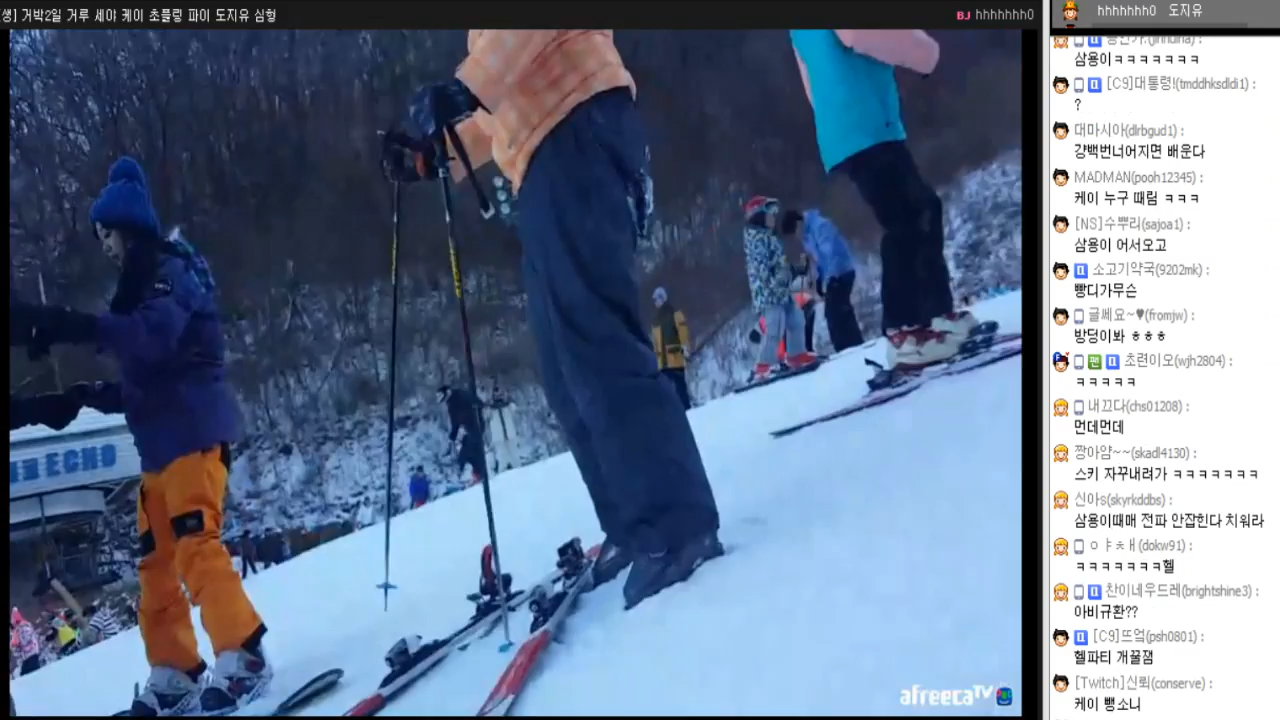 생] 거박2일 거루 세야 케이 초플링 파이 도지유 심형
BJ hhhhhhh0
hhhhhhh0 도지유
삼용이ㅋㅋㅋㅋㅋㅋㅋ
[C9]대통령!(tmddhksdldi1) :
?
대마시아(dlrbgud1) :
걍백번너어지면 배운다
MADMAN(pooh12345) :
케이 누구 때림 ㅋㅋㅋ
[NS]수뿌리(sajoa1) :
삼용이 어서오고
소고기약국(9202mk) :
빵디가무슨
글쎄요~♥(fromjw) :
방덩이봐 ㅎㅎㅎ
팬 초련이오(wjh2804) :
ㅋㅋㅋㅋㅋ
내끄다(chs01208) :
먼데먼데
짱아얌~~(skadl4130) :
스키 자꾸내려가 ㅋㅋㅋㅋㅋㅋㅋ
신아s(skyrkddbs) :
삼용이때매 전파 안잡힌다 치워라
ㅇㅑㅊㅐ(dokw91) :
ㅋㅋㅋㅋㅋㅋㅋ헬
찬이네우드레(brightshine3) :
아비규환??
[C9]뜨엌(psh0801) :
헬파티 개꿀잼
[Twitch]신뢰(conserve) :
케이 뺑소니
ECHO
afreecaTV